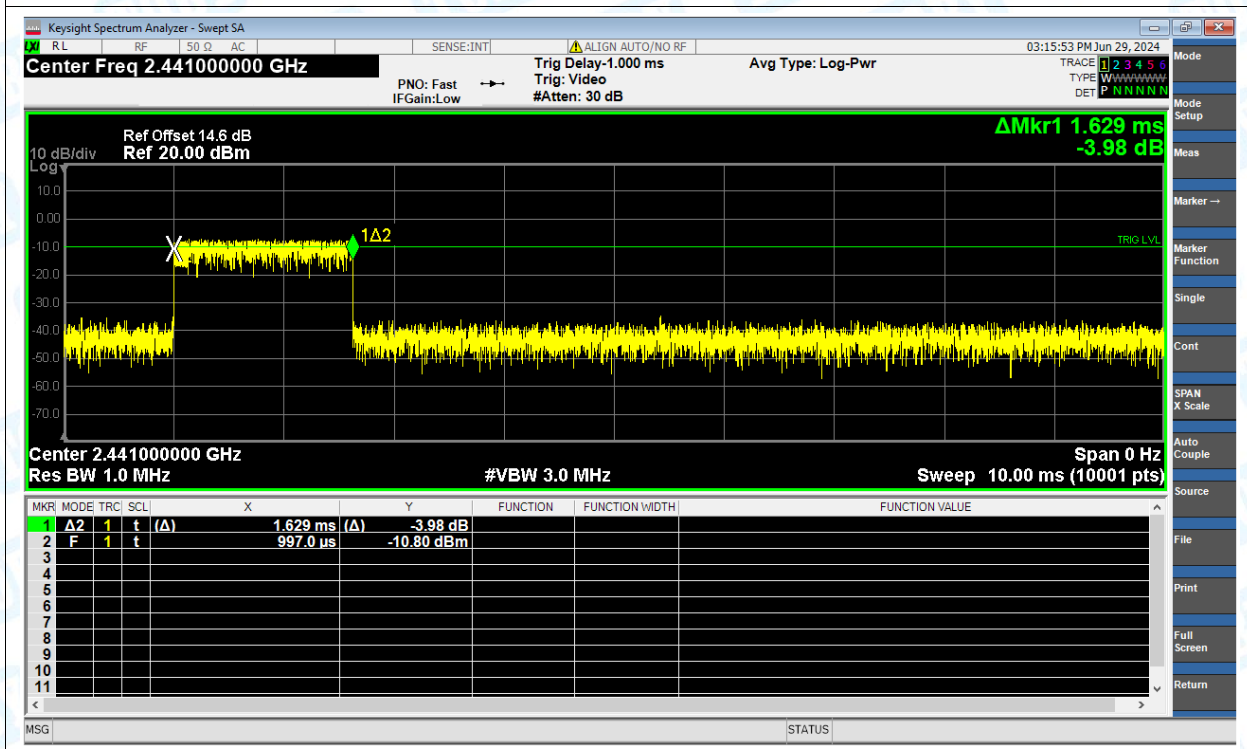 Keysight Spectrum Analyzer - Swept SA
LXI RL RF 50 Ω AC SENSE:INT ALIGN AUTO/NO RF 03:15:53 PM Jun 29, 2024
Center Freq 2.441000000 GHz
PNO: Fast
IFGain:Low
Trig Delay-1.000 ms
Trig: Video
#Atten: 30 dB
Avg Type: Log-Pwr
TRACE 1 2 3 4 5 6
TYPE WWWWWW
DET P N N N N N
ΔMkr1 1.629 ms
-3.98 dB
Ref Offset 14.6 dB
10 dB/div Ref 20.00 dBm
Log
10.0
0.00
-10.0
-20.0
-30.0
-40.0
-50.0
-60.0
-70.0
X
1Δ2
TRIG LVL
Center 2.441000000 GHz Span 0 Hz
Res BW 1.0 MHz #VBW 3.0 MHz Sweep 10.00 ms (10001 pts)
MKR MODE TRC SCL X Y FUNCTION FUNCTION WIDTH FUNCTION VALUE
1 Δ2 1 t (Δ) 1.629 ms (Δ) -3.98 dB
2 F 1 t 997.0 µs -10.80 dBm
3
4
5
6
7
8
9
10
11
MSG STATUS
Mode
Mode
Setup
Meas
Marker →
Marker
Function
Single
Cont
SPAN
X Scale
Auto
Couple
Source
File
Print
Full
Screen
Return